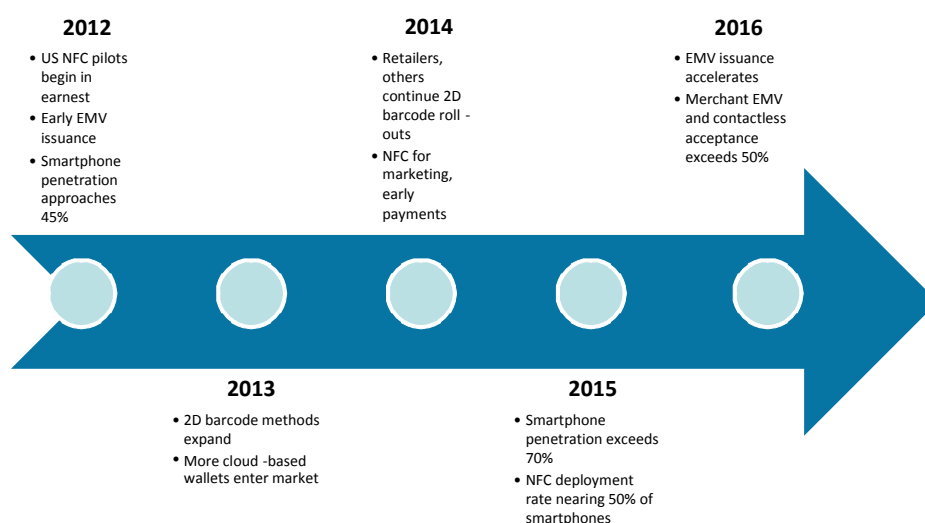 2012
• US NFC pilots
begin in
earnest
• Early EMV
issuance
• Smartphone
penetration
approaches
45%
2013
• 2D barcode methods
expand
• More cloud -based
wallets enter market
2014
• Retailers,
others
continue 2D
barcode roll -
outs
• NFC for
marketing,
early
payments
2015
• Smartphone
penetration exceeds
70%
• NFC deployment
rate nearing 50% of
smartphones
2016
• EMV issuance
accelerates
• Merchant EMV
and contactless
acceptance
exceeds 50%